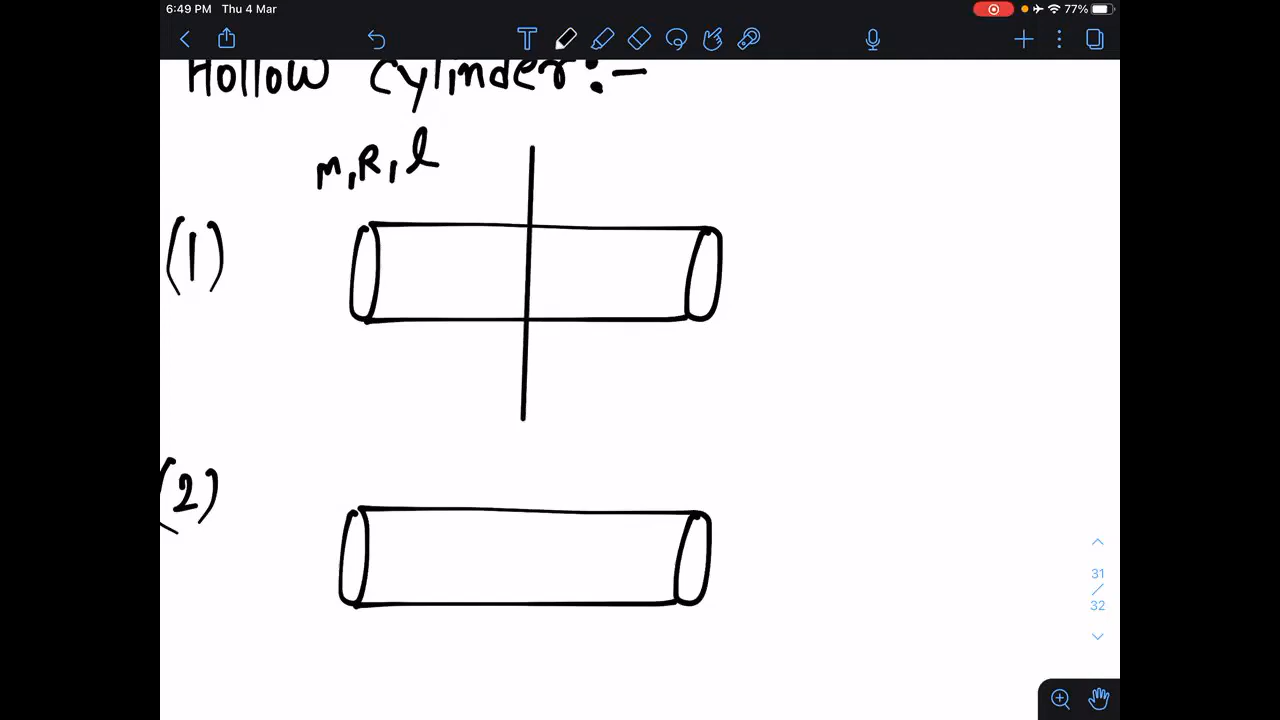 6:49 PM Thu 4 Mar
77%
T
Hollow Cylinder:-
M, R, l
(1)
(2)
31
/
32